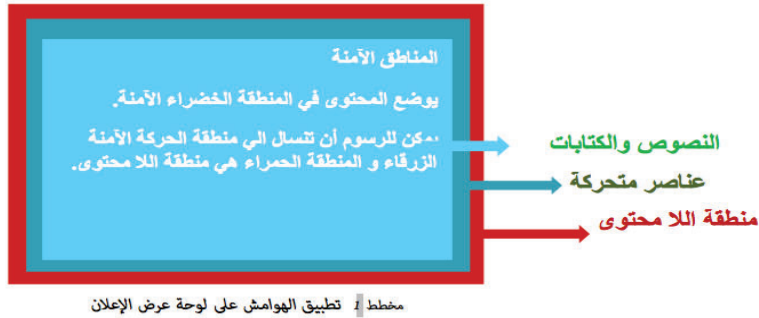 المناطق الآمنة
يوضع المحتوى في المنطقة الخضراء الآمنة.
يمكن للرسوم أن تنسال الي منطقة الحركة الآمنة
الزرقاء و المنطقة الحمراء هي منطقة اللا محتوى.
النصوص والكتابات
عناصر متحركة
منطقة اللا محتوى
مخطط 1 تطبيق الهوامش على لوحة عرض الإعلان